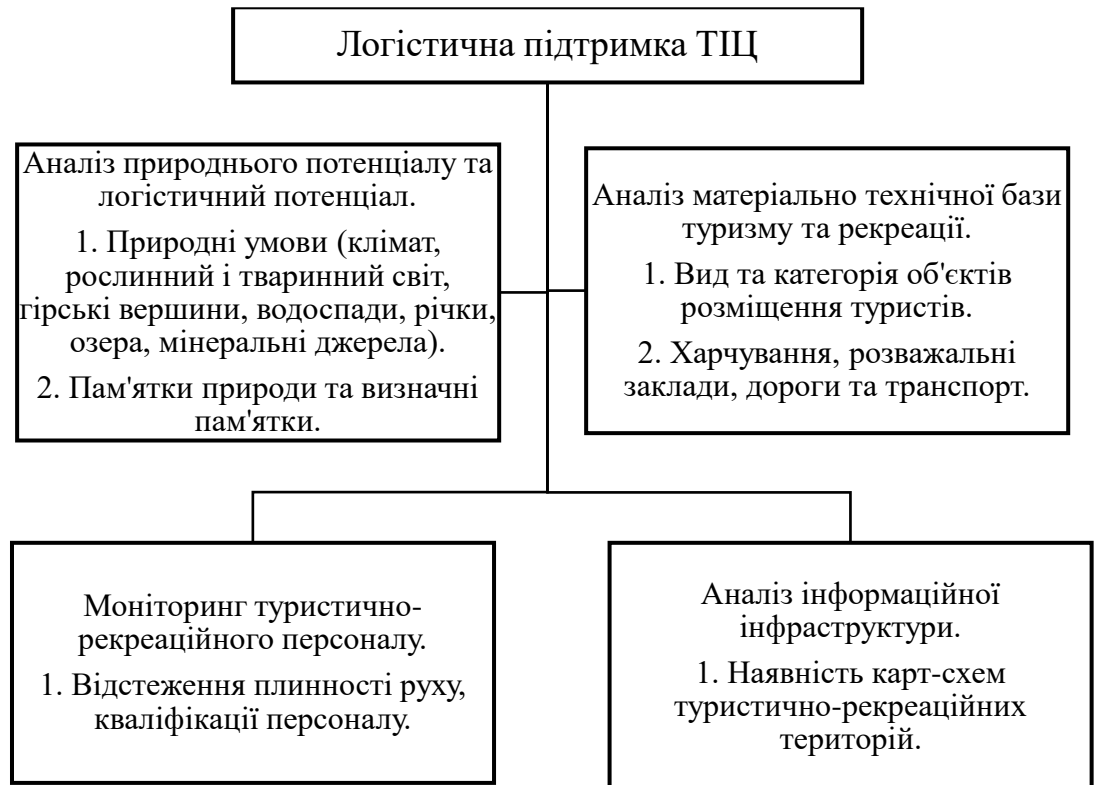 Логістична підтримка ТІЦ
Аналіз природнього потенціалу та
логістичний потенціал.
1. Природні умови (клімат,
рослинний і тваринний світ,
гірські вершини, водоспади, річки,
озера, мінеральні джерела).
2. Пам'ятки природи та визначні
пам'ятки.
Аналіз матеріально технічної бази
туризму та рекреації.
1. Вид та категорія об'єктів
розміщення туристів.
2. Харчування, розважальні
заклади, дороги та транспорт.
Моніторинг туристично-
рекреаційного персоналу.
1. Відстеження плинності руху,
кваліфікації персоналу.
Аналіз інформаційної
інфраструктури.
1. Наявність карт-схем
туристично-рекреаційних
територій.